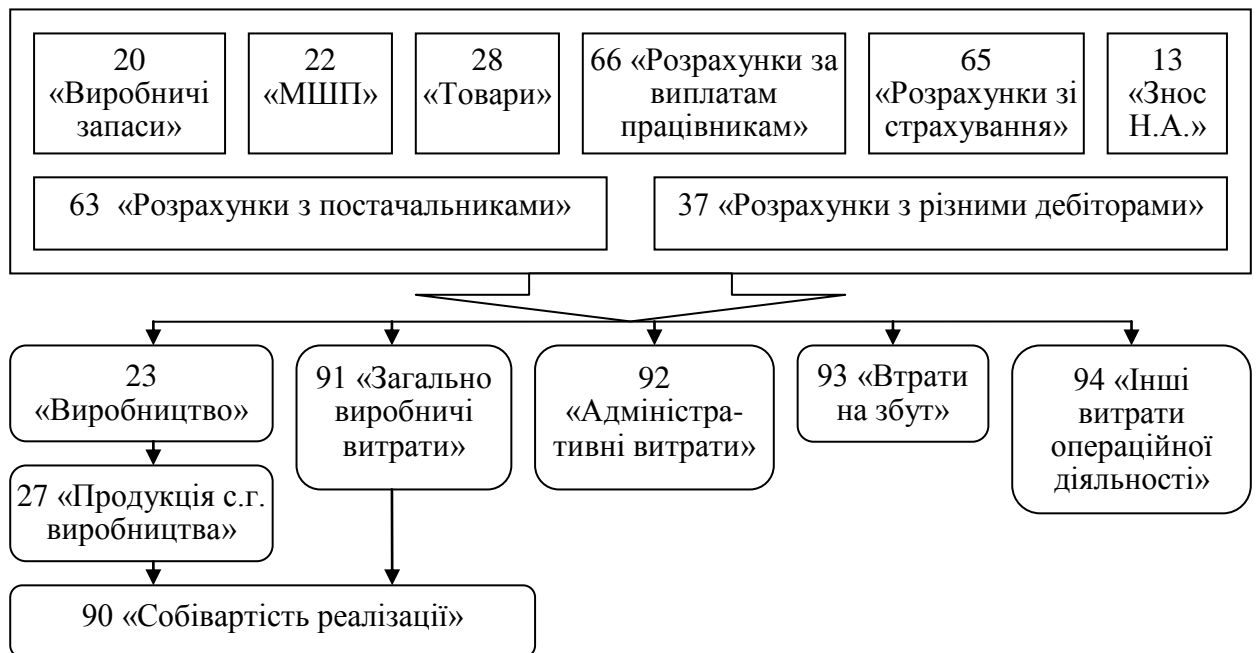 20
«Виробничі
запаси»
22
«МШП»
28
«Товари»
66 «Розрахунки за
виплатам
працівникам»
65
«Розрахунки зі
страхування»
13
«Знос
Н.А.»
63 «Розрахунки з постачальниками»
37 «Розрахунки з різними дебіторами»
23
«Виробництво»
91 «Загально
виробничі
витрати»
92
«Адміністра-
тивні витрати»
93 «Втрати
на збут»
94 «Інші
витрати
операційної
діяльності»
27 «Продукція с.г.
виробництва»
90 «Собівартість реалізації»